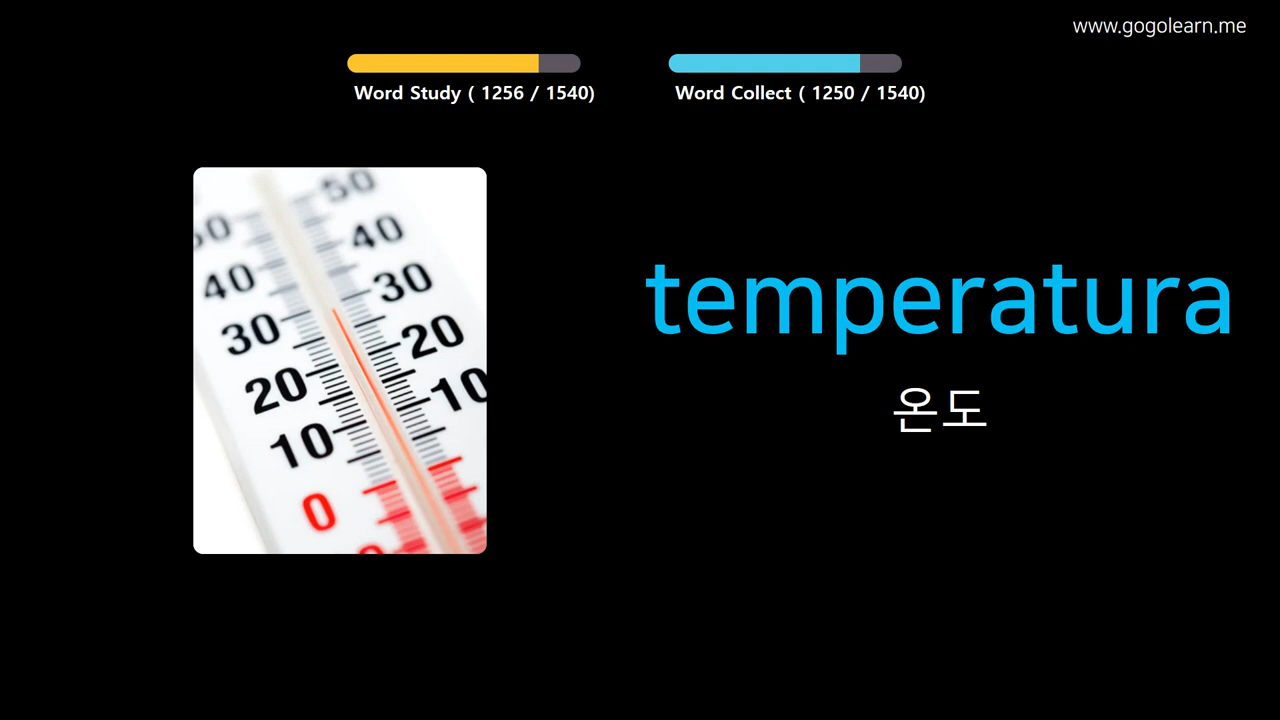 www.gogolearn.me
Word Study ( 1256 / 1540)
Word Collect ( 1250 / 1540)
50
50 40
40 30
30 20
20 10
10
0
temperatura
온도